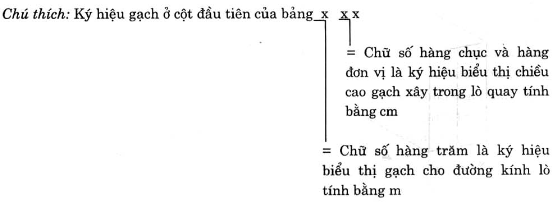 Chú thích: Ký hiệu gạch ở cột đầu tiên của bảng x x x
= Chữ số hàng chục và hàng
đơn vị là ký hiệu biểu thị chiều
cao gạch xây trong lò quay tính
bằng cm
= Chữ số hàng trăm là ký hiệu
biểu thị gạch cho đường kính lò
tính bằng m